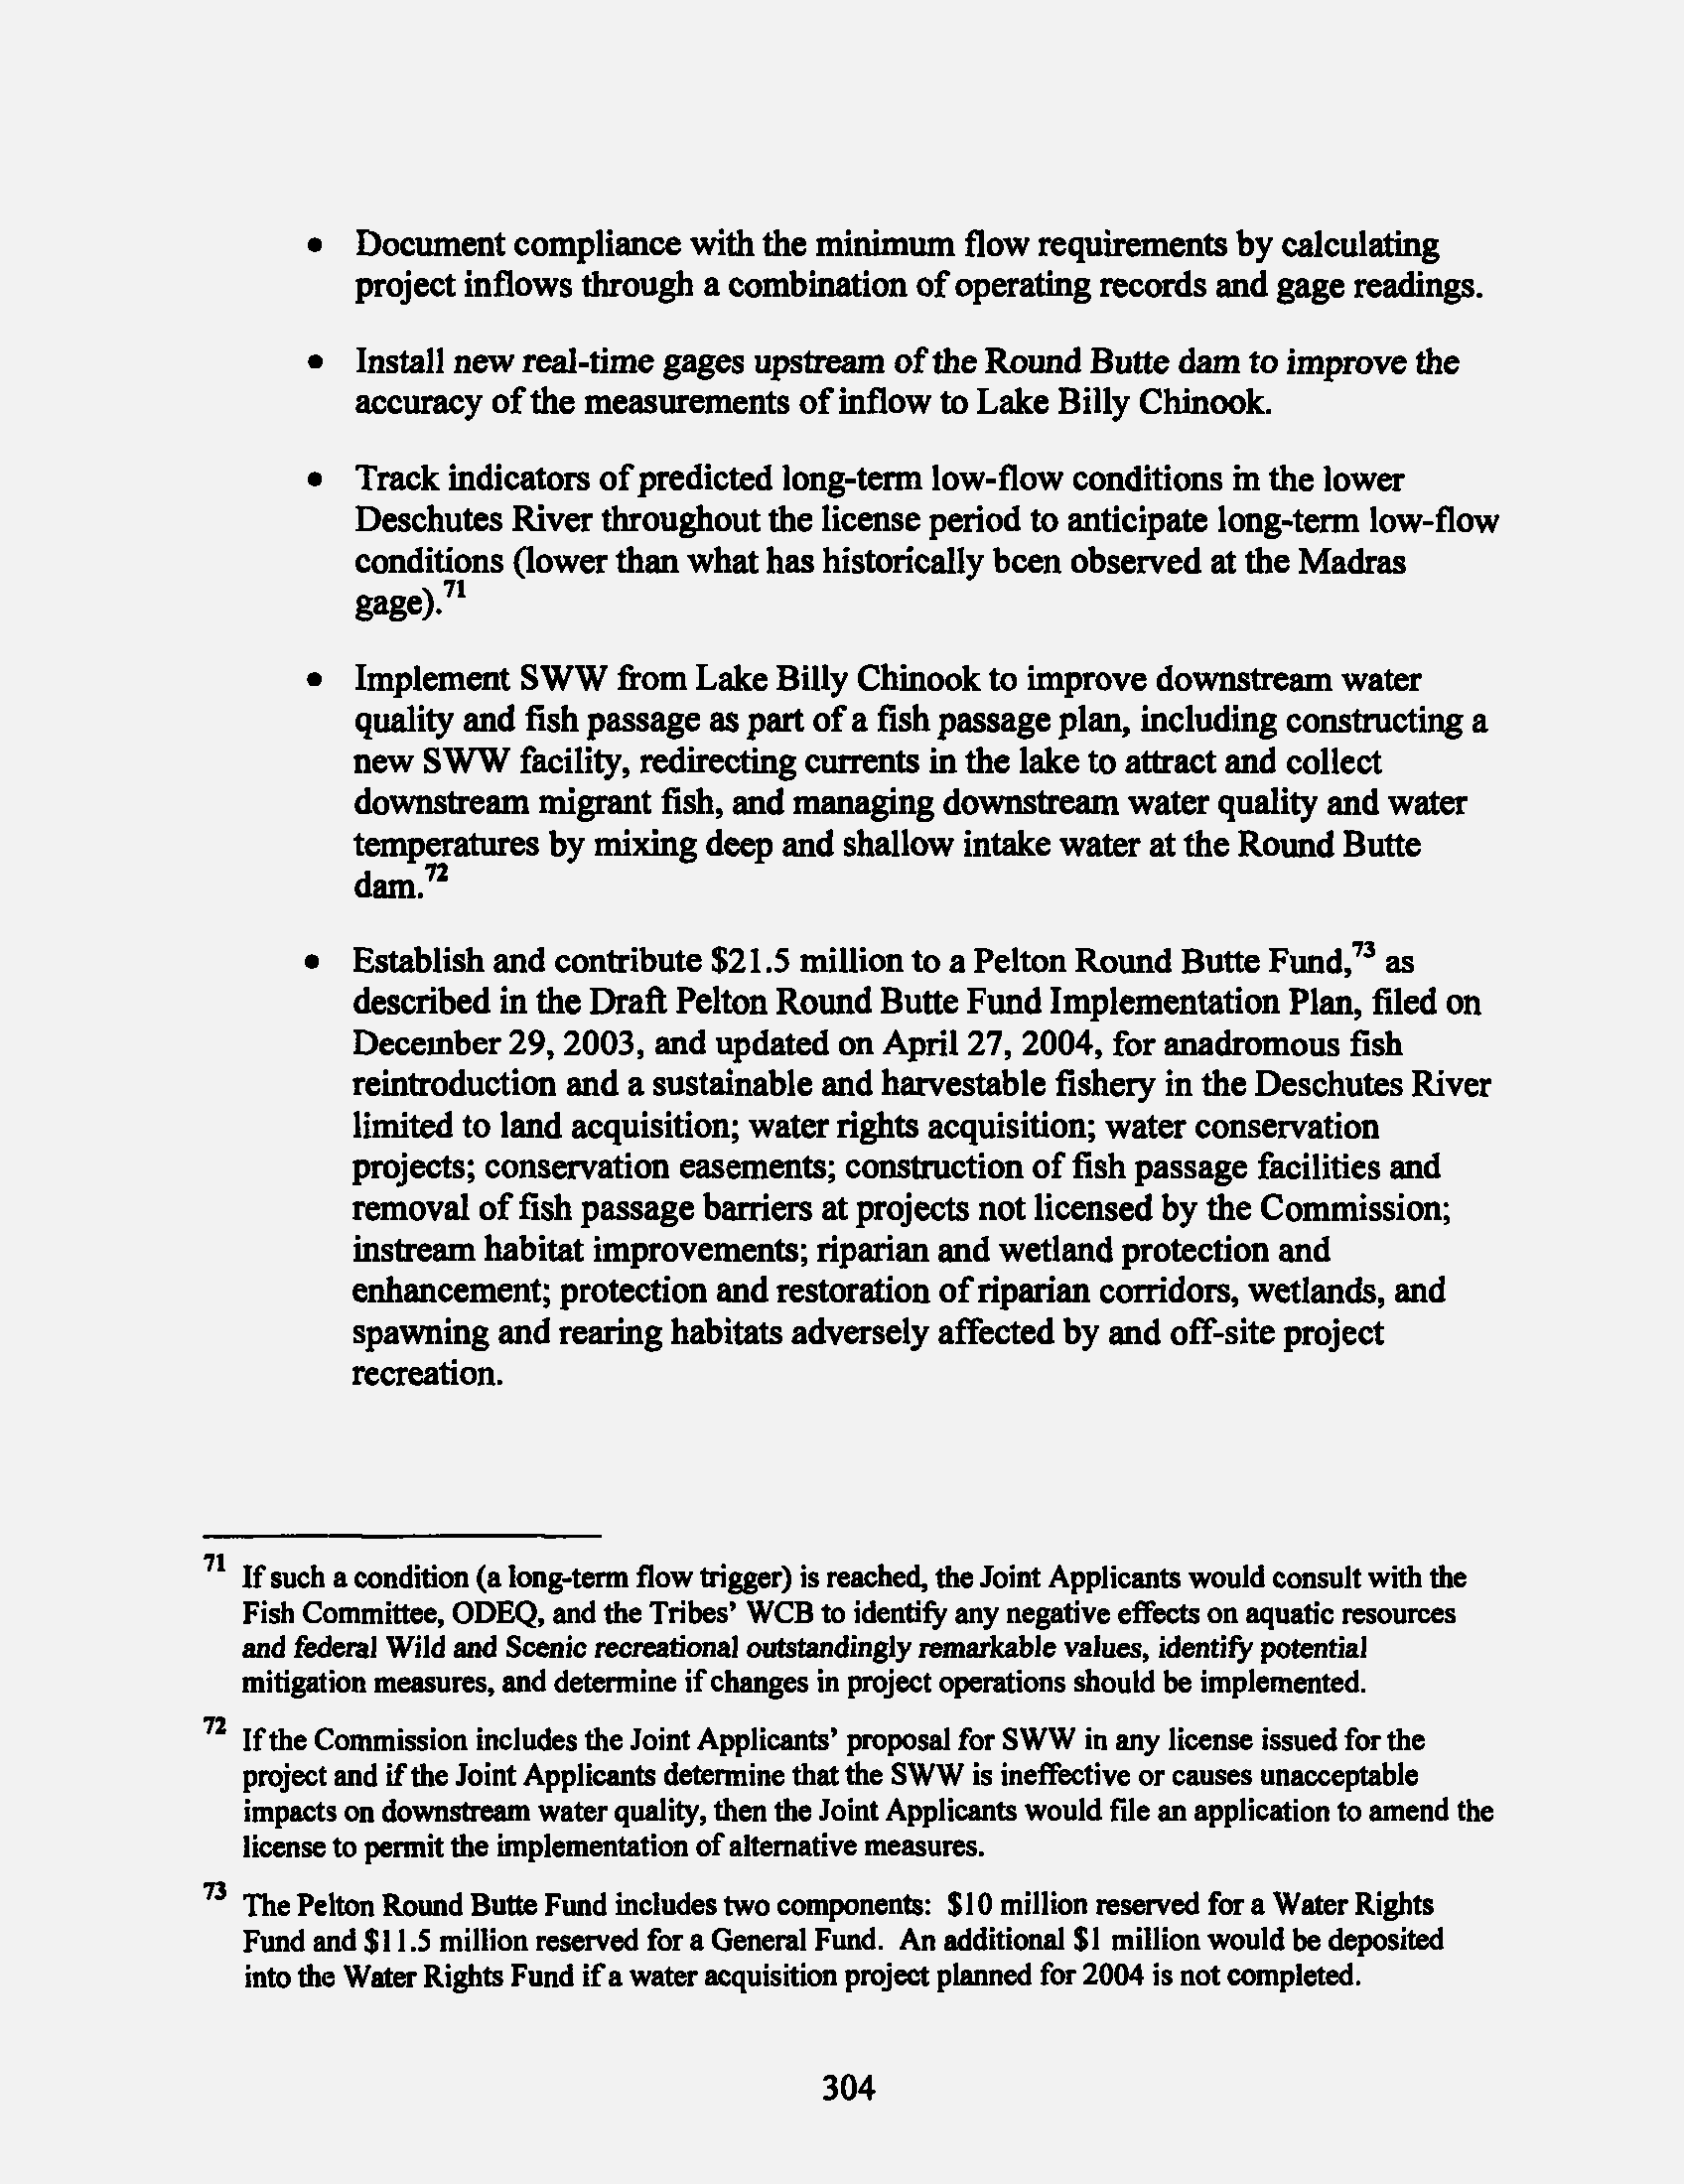 • Document compliance with the minimum flow requirements by calculating
project inflows through a combination of operating records and gage readings.
• Install new real-time gages upstream of the Round Butte dam to improve the
accuracy of the measurements of inflow to Lake Billy Chinook.
• Track indicators of predicted long-term low-flow conditions in the lower
Deschutes River throughout the license period to anticipate long-term low-flow
conditions (lower than what has historically been observed at the Madras
gage).71
• Implement SWW from Lake Billy Chinook to improve downstream water
quality and fish passage as part of a fish passage plan, including constructing a
new SWW facility, redirecting currents in the lake to attract and collect
downstream migrant fish, and managing downstream water quality and water
temperatures by mixing deep and shallow intake water at the Round Butte
dam.72
• Establish and contribute $21.5 million to a Pelton Round Butte Fund,73 as
described in the Draft Pelton Round Butte Fund Implementation Plan, filed on
December 29, 2003, and updated on April 27, 2004, for anadromous fish
reintroduction and a sustainable and harvestable fishery in the Deschutes River
limited to land acquisition; water rights acquisition; water conservation
projects; conservation easements; construction of fish passage facilities and
removal of fish passage barriers at projects not licensed by the Commission;
instream habitat improvements; riparian and wetland protection and
enhancement; protection and restoration of riparian corridors, wetlands, and
spawning and rearing habitats adversely affected by and off-site project
recreation.
71 If such a condition (a long-term flow trigger) is reached, the Joint Applicants would consult with the
Fish Committee, ODEQ, and the Tribes' WCB to identify any negative effects on aquatic resources
and federal Wild and Scenic recreational outstandingly remarkable values, identify potential
mitigation measures, and determine if changes in project operations should be implemented.
72 If the Commission includes the Joint Applicants' proposal for SWW in any license issued for the
project and if the Joint Applicants determine that the SWW is ineffective or causes unacceptable
impacts on downstream water quality, then the Joint Applicants would file an application to amend the
license to permit the implementation of alternative measures.
73 The Pelton Round Butte Fund includes two components: $10 million reserved for a Water Rights
Fund and $11.5 million reserved for a General Fund. An additional $1 million would be deposited
into the Water Rights Fund if a water acquisition project planned for 2004 is not completed.
304